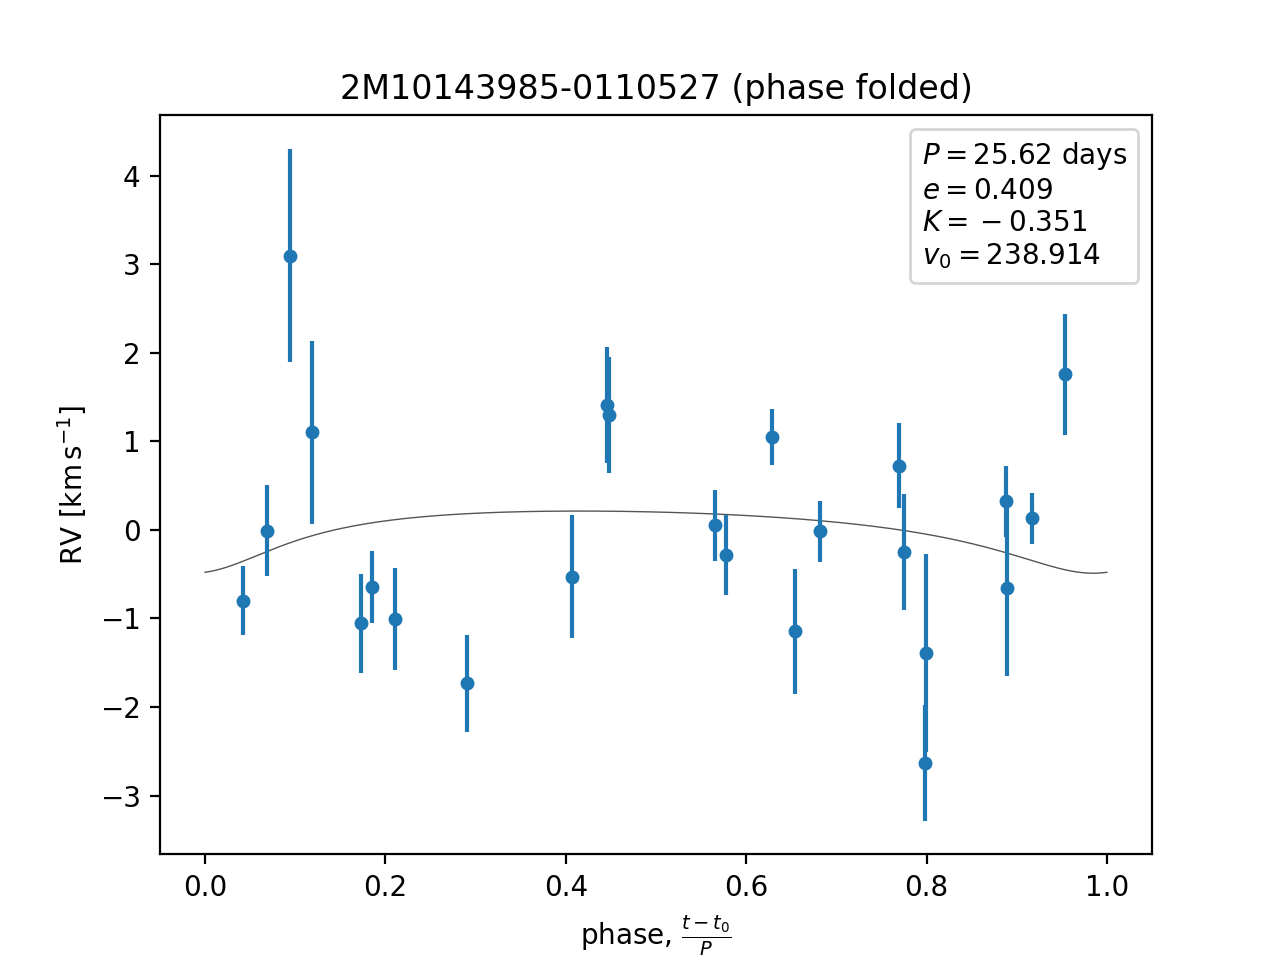 2M10143985-0110527 (phase folded)
P = 25.62 days
e = 0.409
K = −0.351
v₀ = 238.914
4
3
2
1
0
−1
−2
−3
RV [km s⁻¹]
0.0 0.2 0.4 0.6 0.8 1.0
phase, (t − t₀)/P